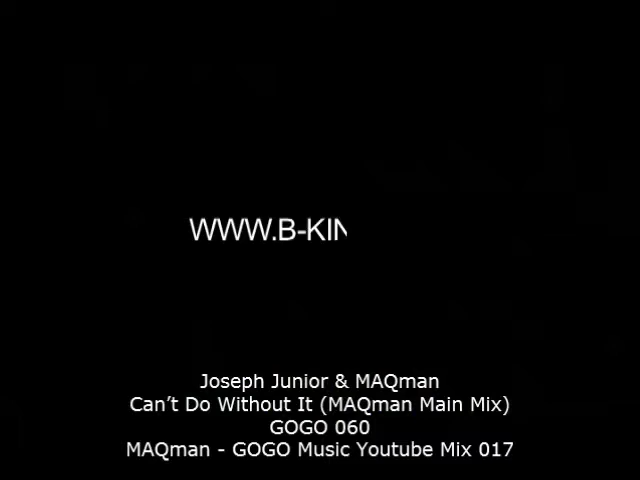 WWW.B-KIN
Joseph Junior & MAQman
Can’t Do Without It (MAQman Main Mix)
GOGO 060
MAQman - GOGO Music Youtube Mix 017